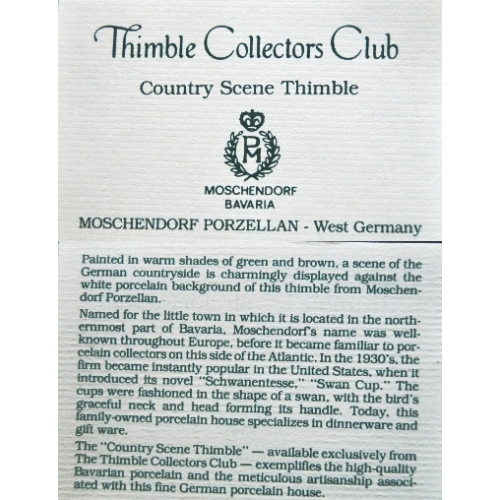 Thimble Collectors Club
Country Scene Thimble
PM
MOSCHENDORF
BAVARIA
MOSCHENDORF PORZELLAN - West Germany
Painted in warm shades of green and brown, a scene of the
German countryside is charmingly displayed against the
white porcelain background of this thimble from Moschen-
dorf Porzellan.
Named for the little town in which it is located in the north-
ernmost part of Bavaria, Moschendorf's name was well-
known throughout Europe, before it became familiar to por-
celain collectors on this side of the Atlantic. In the 1930's, the
firm became instantly popular in the United States, when it
introduced its novel "Schwanentesse," "Swan Cup." The
cups were fashioned in the shape of a swan, with the bird's
graceful neck and head forming its handle. Today, this
family-owned porcelain house specializes in dinnerware and
gift ware.
The "Country Scene Thimble" — available exclusively from
The Thimble Collectors Club — exemplifies the high-quality
Bavarian porcelain and the meticulous artisanship associ-
ated with this fine German porcelain house.